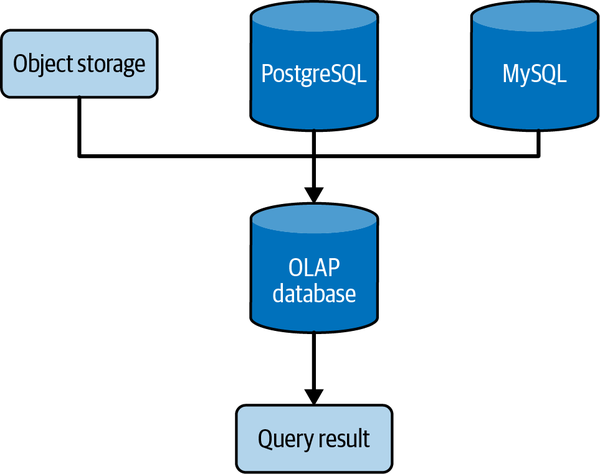 Object storage
PostgreSQL
MySQL
OLAP
database
Query result